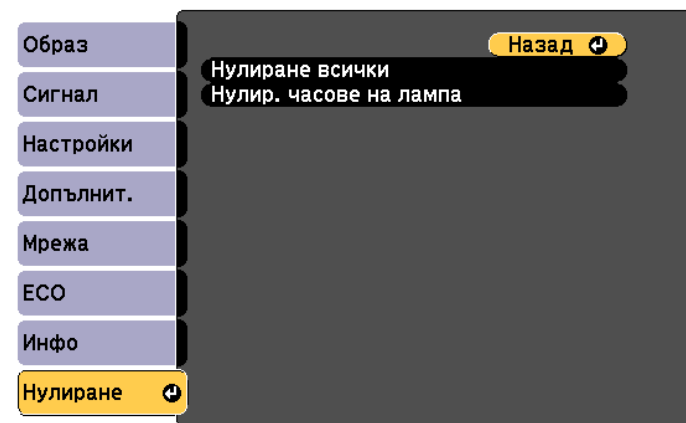 Образ
Сигнал
Настройки
Допълнит.
Мрежа
ECO
Инфо
Нулиране
Назад
Нулиране всички
Нулир. часове на лампа